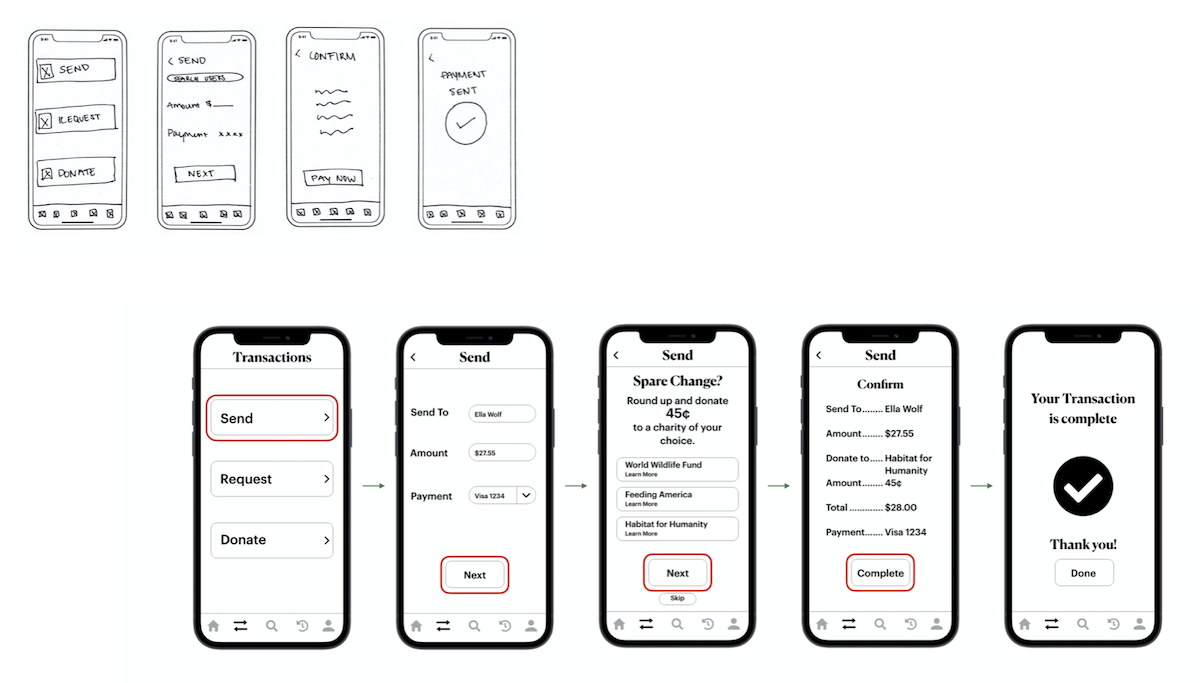 SEND
REQUEST
DONATE
< SEND
SEARCH USERS
Amount $
Payment xxxx
NEXT
< CONFIRM
PAY NOW
<
PAYMENT
SENT
Transactions
Send >
Request >
Donate >
< Send
Send To Ella Wolf
Amount $27.55
Payment Visa 1234
Next
< Send
Spare Change?
Round up and donate
45¢
to a charity of your
choice.
World Wildlife Fund
Learn More
Feeding America
Learn More
Habitat for Humanity
Learn More
Next
Skip
< Send
Confirm
Send To........ Ella Wolf
Amount........ $27.55
Donate to..... Habitat for
Humanity
Amount........ 45¢
Total ............. $28.00
Payment....... Visa 1234
Complete
Your Transaction
is complete
Thank you!
Done